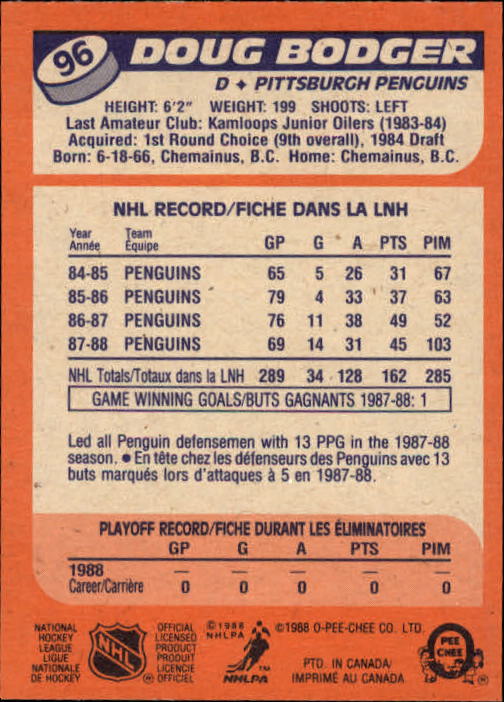 96 DOUG BODGER
D ♦ PITTSBURGH PENGUINS
HEIGHT: 6'2" WEIGHT: 199 SHOOTS: LEFT
Last Amateur Club: Kamloops Junior Oilers (1983-84)
Acquired: 1st Round Choice (9th overall), 1984 Draft
Born: 6-18-66, Chemainus, B.C. Home: Chemainus, B.C.
NHL RECORD/FICHE DANS LA LNH
Year Team
Année Équipe GP G A PTS PIM
84-85 PENGUINS 65 5 26 31 67
85-86 PENGUINS 79 4 33 37 63
86-87 PENGUINS 76 11 38 49 52
87-88 PENGUINS 69 14 31 45 103
NHL Totals/Totaux dans la LNH 289 34 128 162 285
GAME WINNING GOALS/BUTS GAGNANTS 1987-88: 1
Led all Penguin defensemen with 13 PPG in the 1987-88
season. ● En tête chez les défenseurs des Penguins avec 13
buts marqués lors d'attaques à 5 en 1987-88.
PLAYOFF RECORD/FICHE DURANT LES ÉLIMINATOIRES
GP G A PTS PIM
1988 — — — — —
Career/Carrière 0 0 0 0 0
NATIONAL
HOCKEY
LEAGUE
LIGUE
NATIONALE
DE HOCKEY
NHL
®
OFFICIAL
LICENSED
PRODUCT
PRODUIT
LICENCIE
OFFICIEL
©1988
NHLPA
TM
NHLPA
©1988 O-PEE-CHEE CO. LTD.
PTD. IN CANADA
IMPRIMÉ AU CANADA
O
PEE
CHEE
®